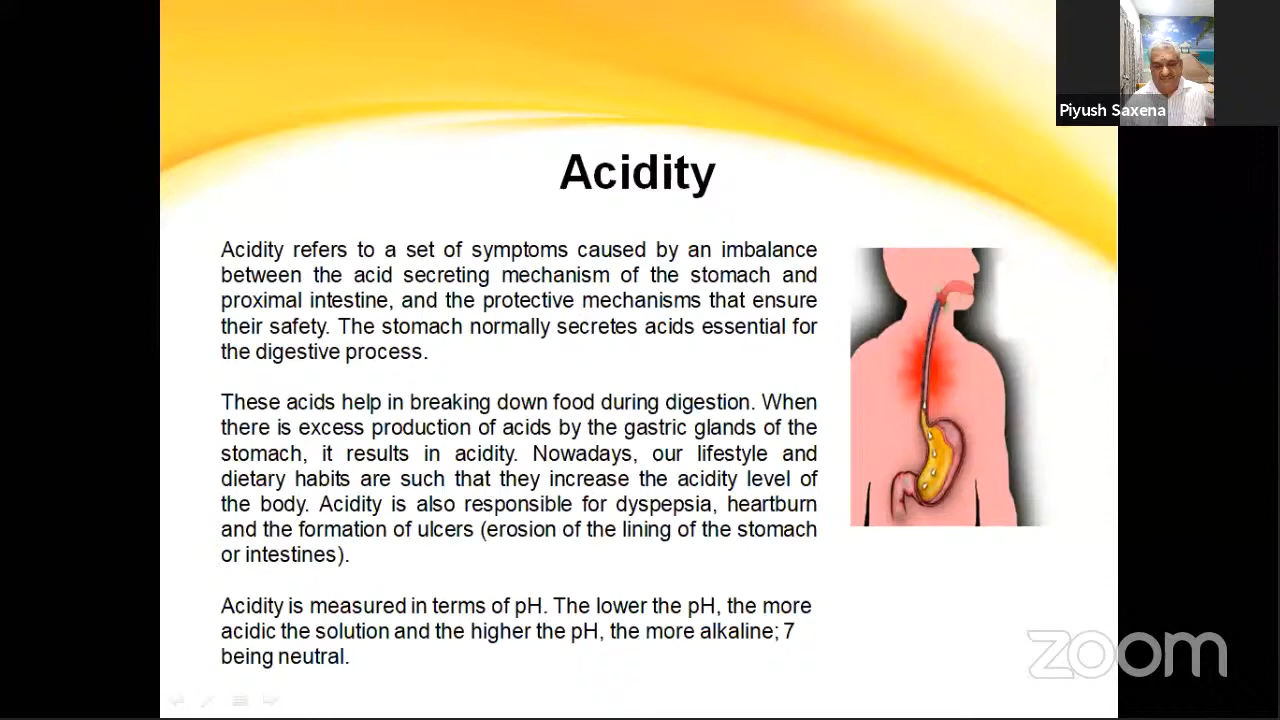 Piyush Saxena
Acidity
Acidity refers to a set of symptoms caused by an imbalance
between the acid secreting mechanism of the stomach and
proximal intestine, and the protective mechanisms that ensure
their safety. The stomach normally secretes acids essential for
the digestive process.
These acids help in breaking down food during digestion. When
there is excess production of acids by the gastric glands of the
stomach, it results in acidity. Nowadays, our lifestyle and
dietary habits are such that they increase the acidity level of
the body. Acidity is also responsible for dyspepsia, heartburn
and the formation of ulcers (erosion of the lining of the stomach
or intestines).
Acidity is measured in terms of pH. The lower the pH, the more
acidic the solution and the higher the pH, the more alkaline; 7
being neutral.
zoom